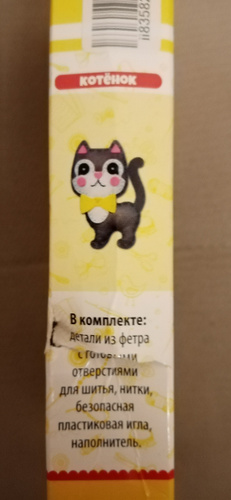 КОТЁНОК
В комплекте:
детали из фетра
с готовыми
отверстиями
для шитья, нитки,
безопасная
пластиковая игла,
наполнитель.